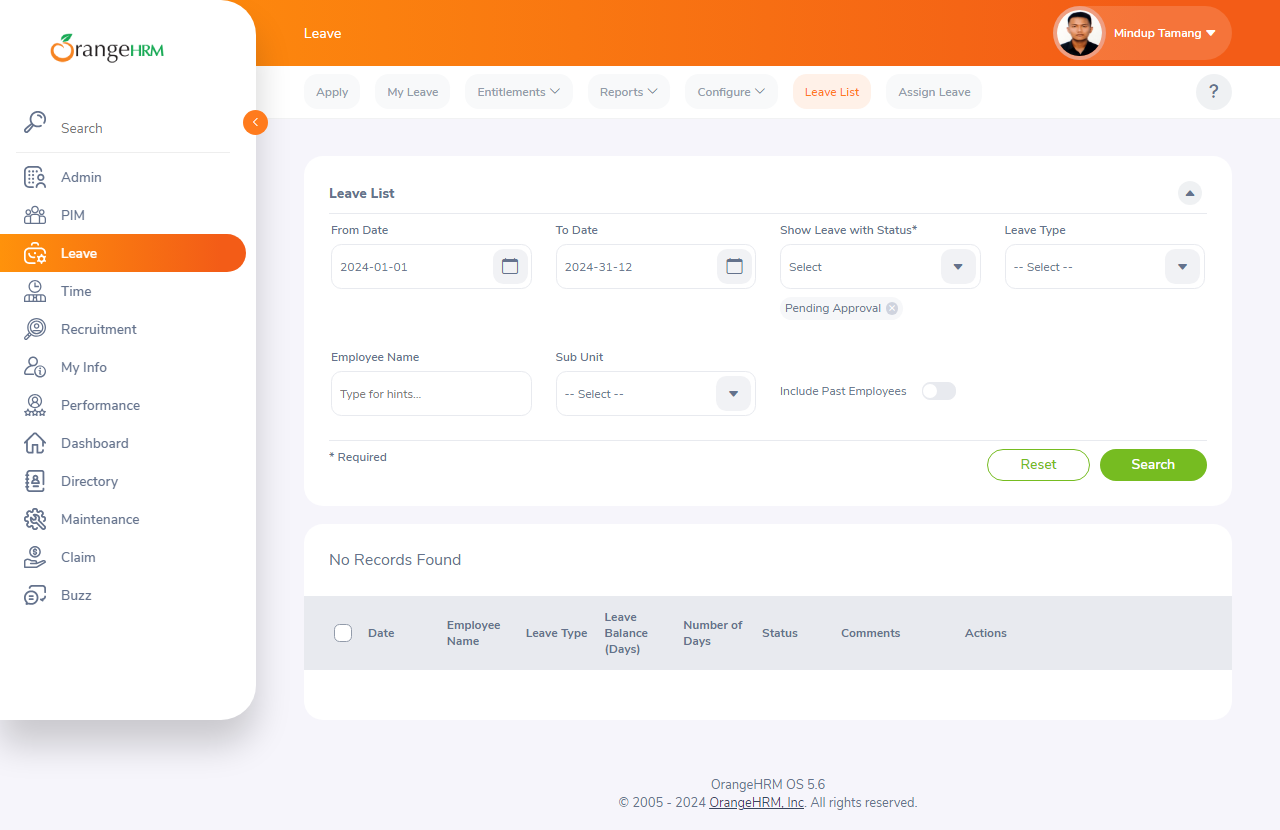 OrangeHRM
Leave
Mindup Tamang
Apply
My Leave
Entitlements
Reports
Configure
Leave List
Assign Leave
?
Search
Admin
PIM
Leave
Time
Recruitment
My Info
Performance
Dashboard
Directory
Maintenance
Claim
Buzz
Leave List
From Date
To Date
Show Leave with Status*
Leave Type
2024-01-01
2024-31-12
Select
-- Select --
Pending Approval
Employee Name
Sub Unit
Type for hints...
-- Select --
Include Past Employees
* Required
Reset
Search
No Records Found
Date
Employee
Name
Leave Type
Leave
Balance
(Days)
Number of
Days
Status
Comments
Actions
OrangeHRM OS 5.6
© 2005 - 2024 OrangeHRM, Inc. All rights reserved.